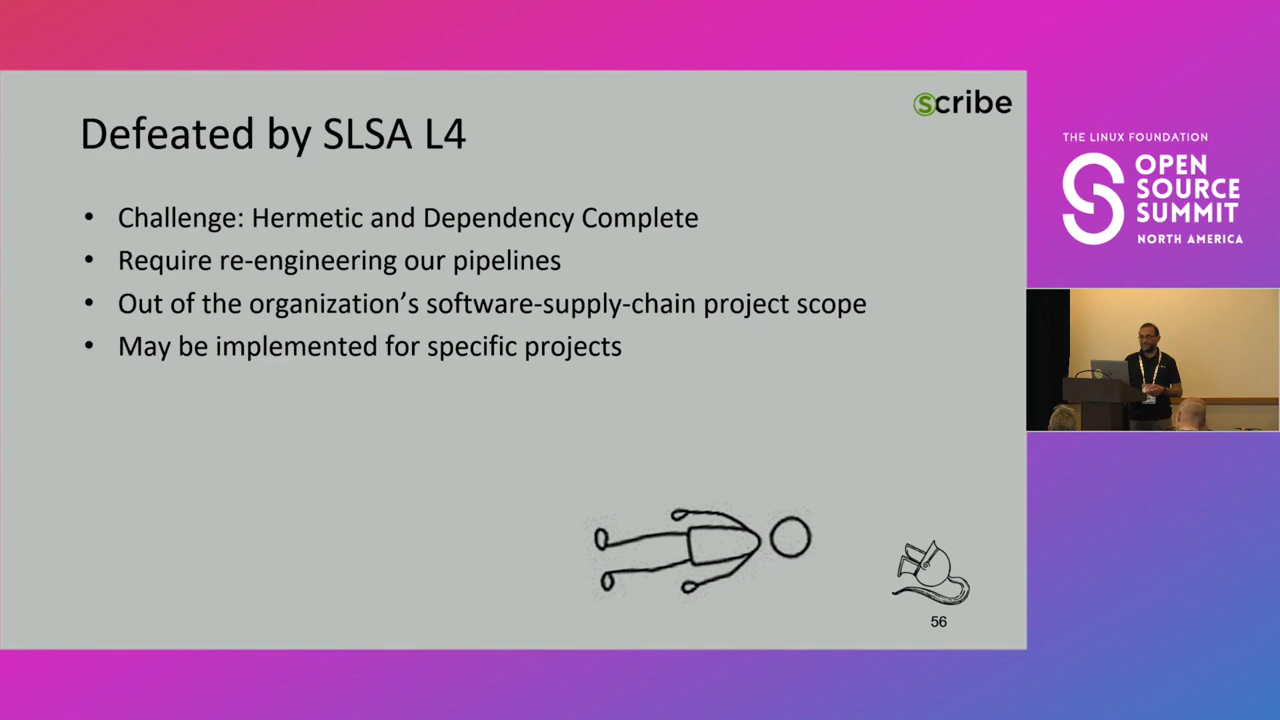 scribe
Defeated by SLSA L4
• Challenge: Hermetic and Dependency Complete
• Require re-engineering our pipelines
• Out of the organization’s software-supply-chain project scope
• May be implemented for specific projects
56
THE LINUX FOUNDATION
OPEN
SOURCE
SUMMIT
NORTH AMERICA